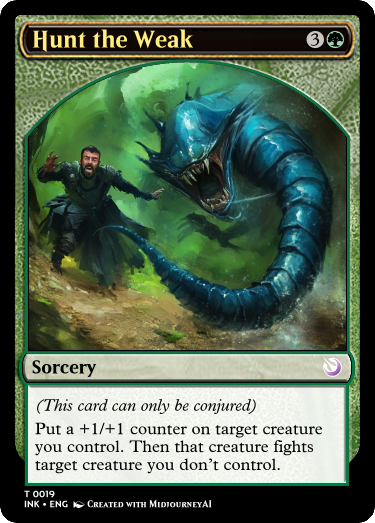 Hunt the Weak 3
Sorcery
(This card can only be conjured)
Put a +1/+1 counter on target creature
you control. Then that creature fights
target creature you don't control.
T 0019
INK • ENG Created with MidjourneyAI